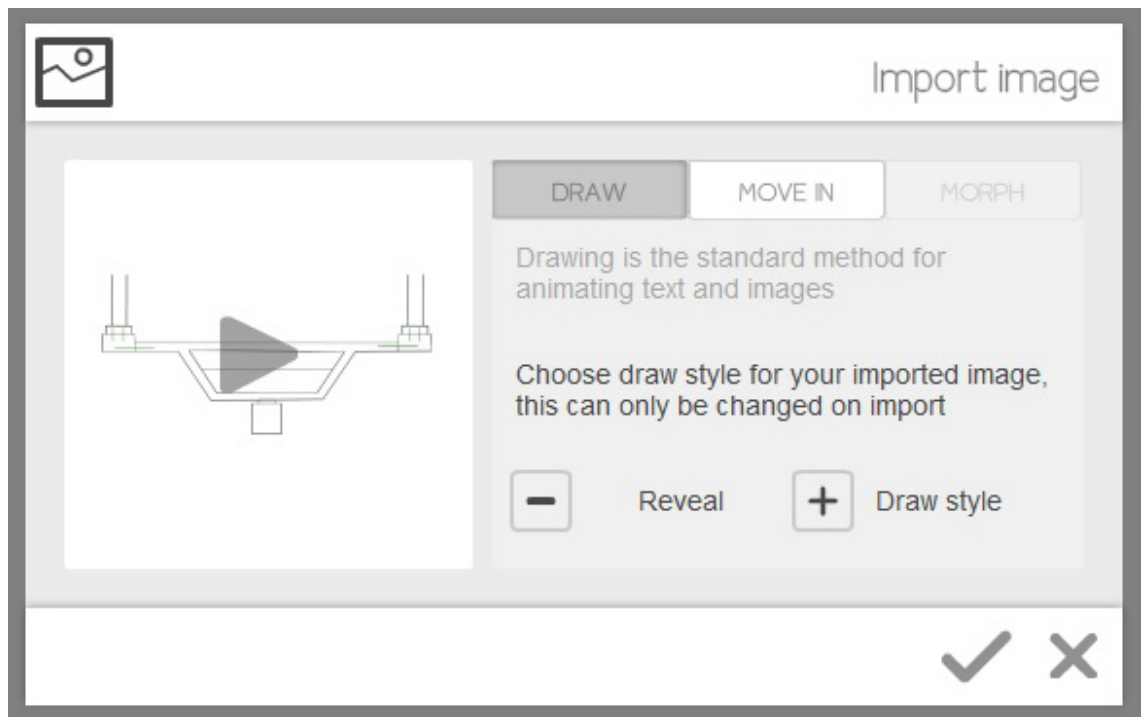 Import image
DRAW
MOVE IN
MORPH
Drawing is the standard method for
animating text and images
Choose draw style for your imported image,
this can only be changed on import
Reveal
Draw style